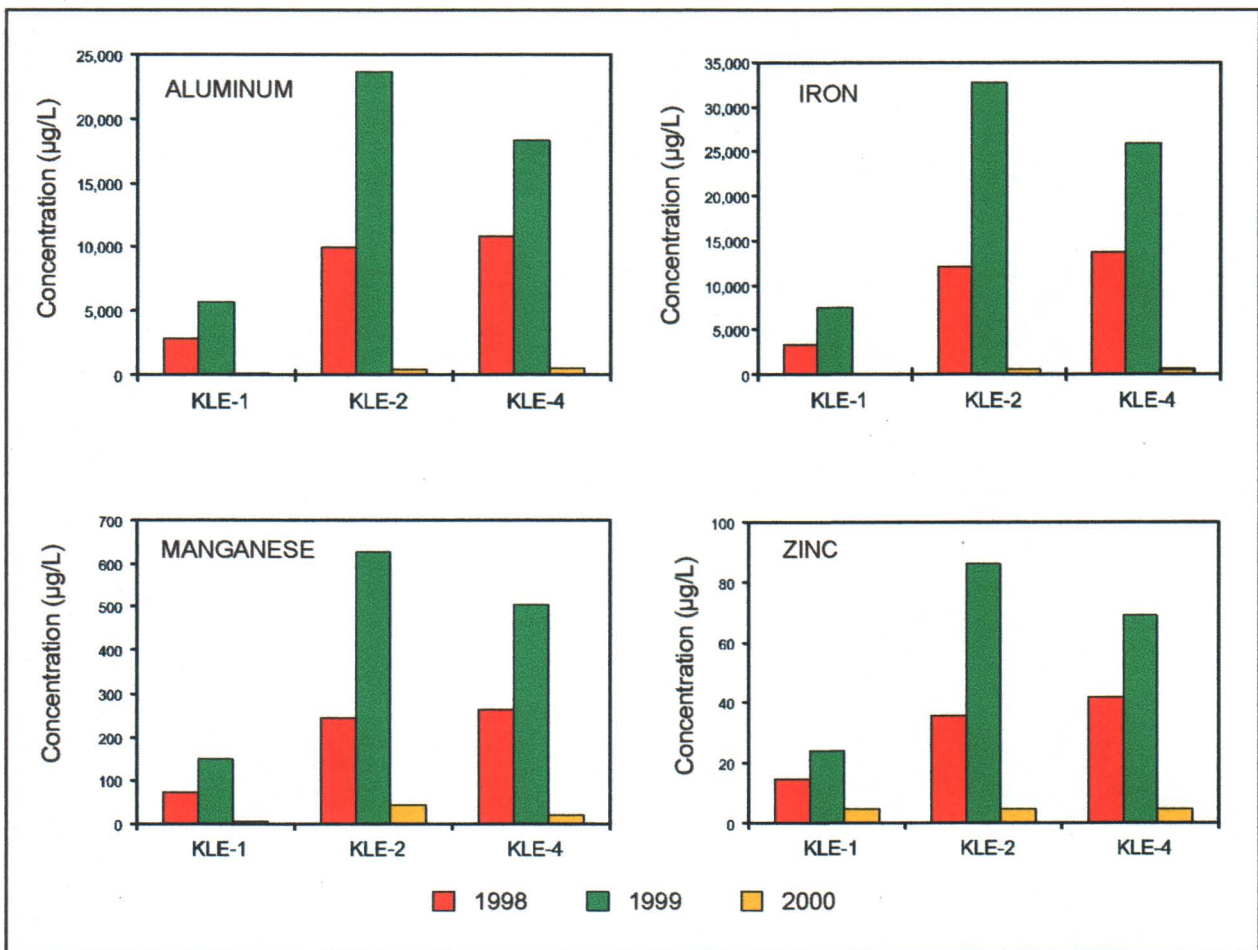 ALUMINUM
Concentration (µg/L)
25,000
20,000
15,000
10,000
5,000
0
KLE-1 KLE-2 KLE-4
IRON
Concentration (µg/L)
35,000
30,000
25,000
20,000
15,000
10,000
5,000
0
KLE-1 KLE-2 KLE-4
MANGANESE
Concentration (µg/L)
700
600
500
400
300
200
100
0
KLE-1 KLE-2 KLE-4
ZINC
Concentration (µg/L)
100
80
60
40
20
0
KLE-1 KLE-2 KLE-4
1998 1999 2000